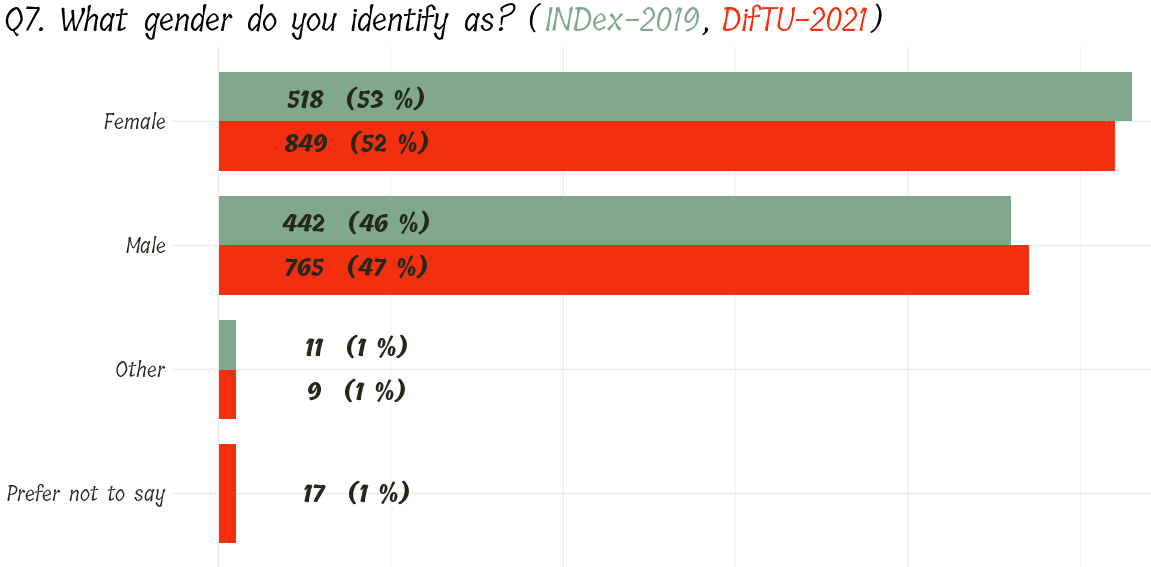 Q7. What gender do you identify as? (INDex-2019, DifTU-2021)
518 (53 %)
Female
849 (52 %)
442 (46 %)
Male
765 (47 %)
11 (1 %)
Other
9 (1 %)
Prefer not to say 17 (1 %)